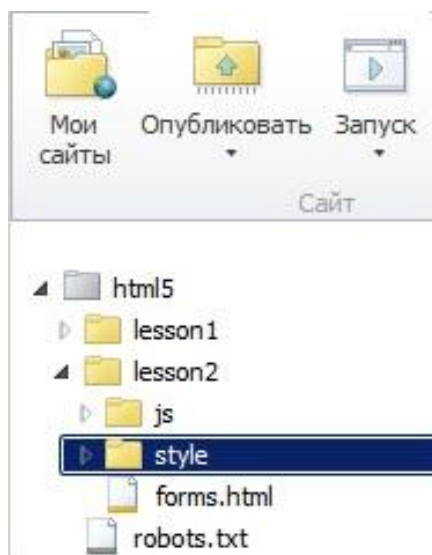 Мои сайты
Опубликовать
Запуск
Сайт
html5
lesson1
lesson2
js
style
forms.html
robots.txt